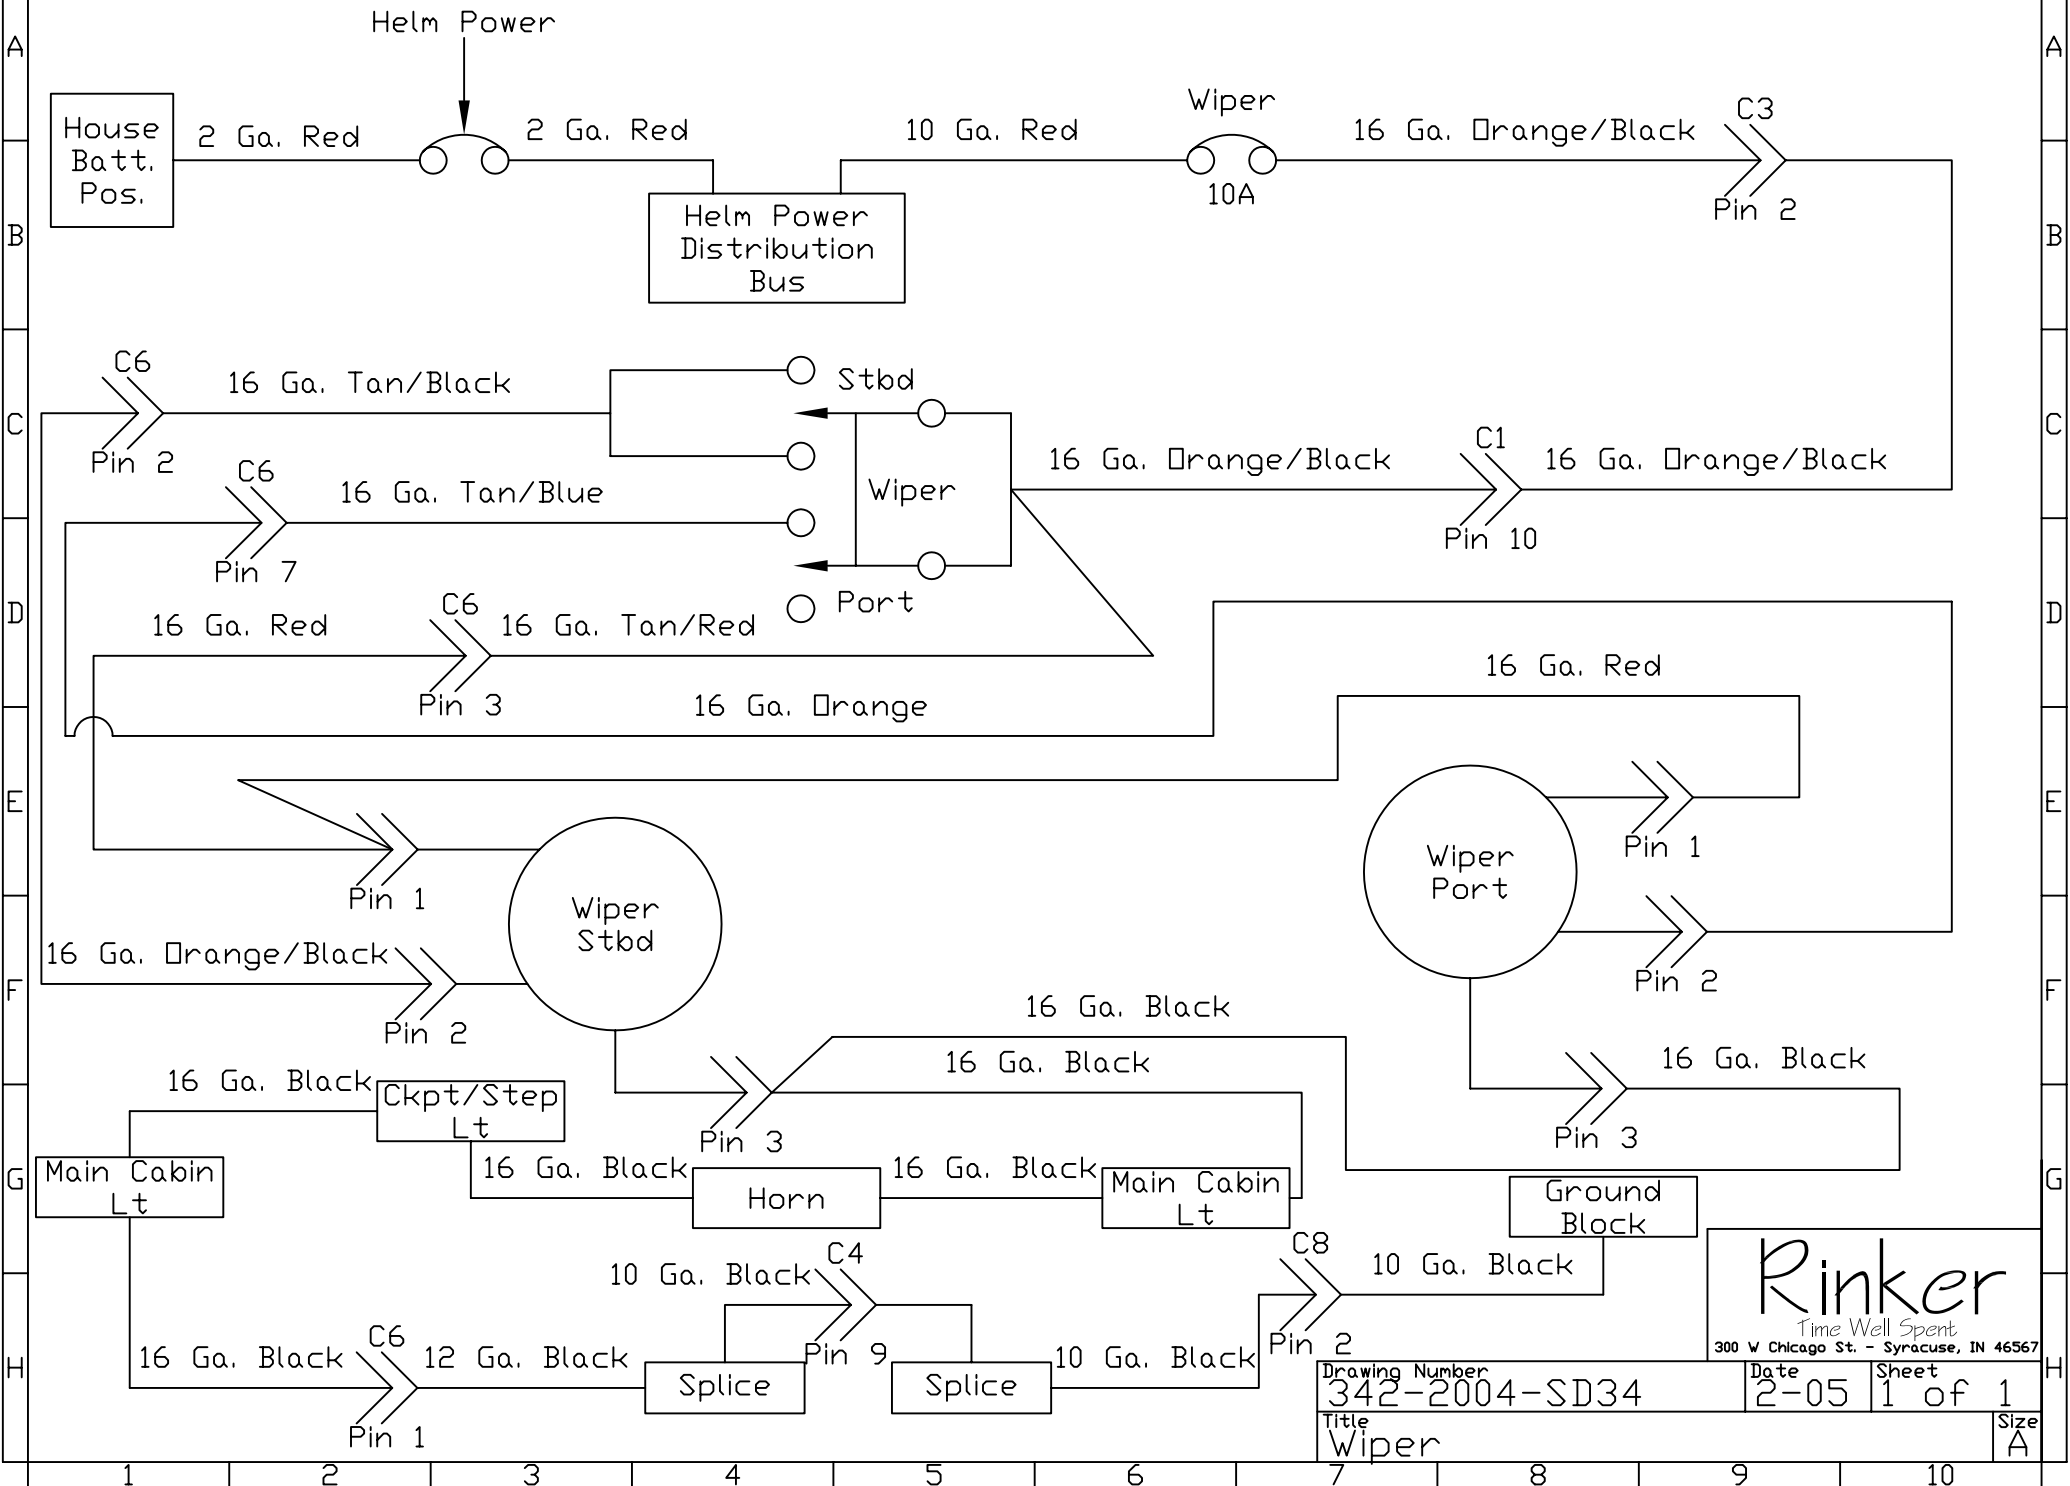 Helm Power
A
A
House
Batt.
Pos.
2 Ga. Red
2 Ga. Red
10 Ga. Red
Wiper
10A
16 Ga. Orange/Black
C3
Pin 2
Helm Power
Distribution
Bus
B
B
C6
Pin 2
16 Ga. Tan/Black
Stbd
C
C
C6
Pin 7
16 Ga. Tan/Blue
Wiper
16 Ga. Orange/Black
C1
Pin 10
16 Ga. Orange/Black
Port
D
D
16 Ga. Red
C6
Pin 3
16 Ga. Tan/Red
16 Ga. Orange
16 Ga. Red
E
E
Pin 1
Wiper
Stbd
Wiper
Port
Pin 1
16 Ga. Orange/Black
Pin 2
Pin 2
F
F
16 Ga. Black
16 Ga. Black
16 Ga. Black
Pin 3
Pin 3
16 Ga. Black
Ckpt/Step
Lt
G
G
Main Cabin
Lt
16 Ga. Black
Horn
16 Ga. Black
Main Cabin
Lt
Ground
Block
10 Ga. Black
C4
Pin 9
C8
Pin 2
10 Ga. Black
H
H
16 Ga. Black
C6
Pin 1
12 Ga. Black
Splice
Splice
10 Ga. Black
Rinker
Time Well Spent
300 W Chicago St. - Syracuse, IN 46567
Drawing Number
342-2004-SD34
Date
2-05
Sheet
1 of 1
Title
Wiper
Size
A
1 2 3 4 5 6 7 8 9 10